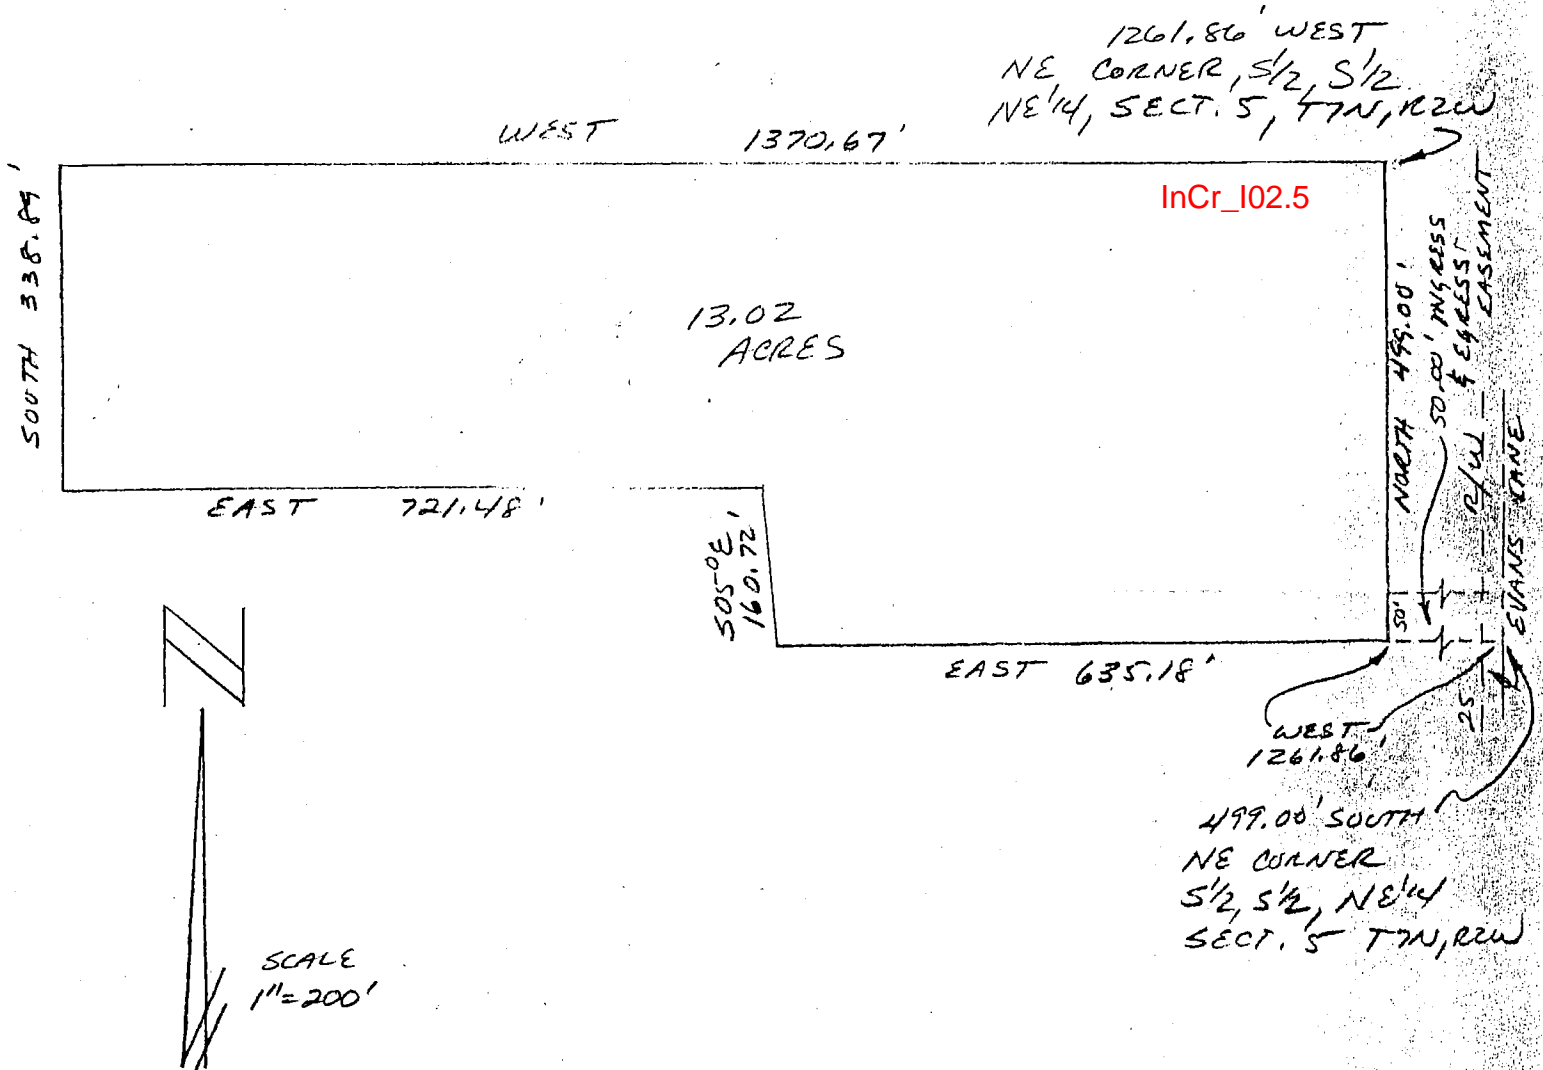 1261.86' WEST
NE CORNER, S1/2, S1/2
NE1/4, SECT. 5, T7N, R2W
WEST 1370.67'
InCr_I02.5
SOUTH 338.89'
13.02
ACRES
NORTH 499.00'
50.00' INGRESS
& EGRESS
EASEMENT
R/W
EVANS LANE
EAST 721.48'
S05°E
160.72'
50'
EAST 635.18'
25
WEST
1261.86'
499.00' SOUTH
NE CORNER
S1/2, S1/2, NE1/4
SECT. 5 T7N, R2W
N
SCALE
1"=200'